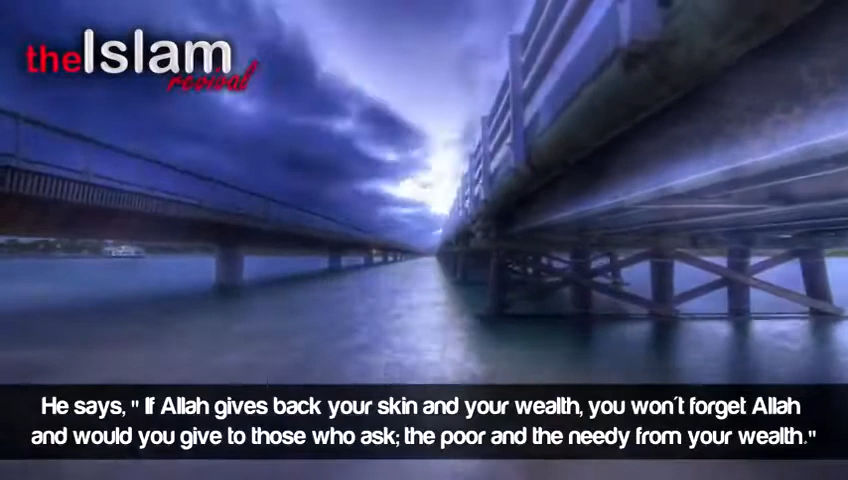 theIslam
revival
He says, " If Allah gives back your skin and your wealth, you won't forget Allah
and would you give to those who ask; the poor and the needy from your wealth."